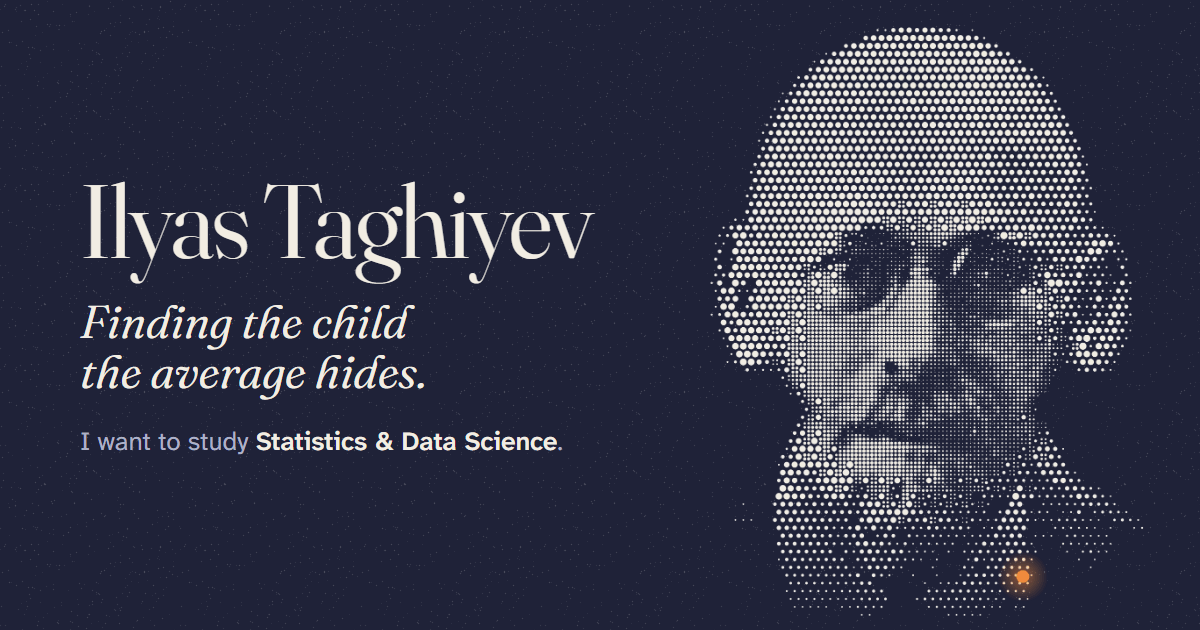 Ilyas Taghiyev
Finding the child
the average hides.
I want to study Statistics & Data Science.